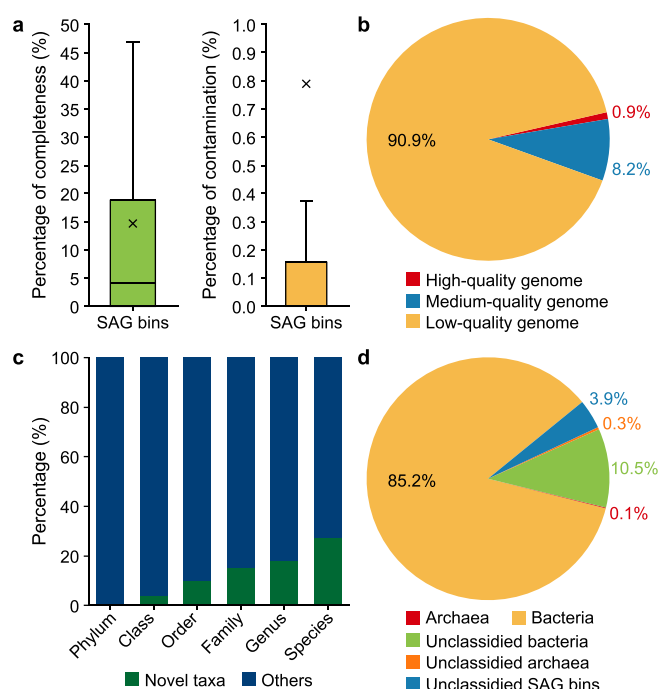 a
Percentage of completeness (%)
50
45
40
35
30
25
20
15
10
5
0
SAG bins
Percentage of contamination (%)
1.0
0.9
0.8
0.7
0.6
0.5
0.4
0.3
0.2
0.1
0.0
SAG bins
b
90.9%
0.9%
8.2%
High-quality genome
Medium-quality genome
Low-quality genome
c
Percentage (%)
100
80
60
40
20
0
Phylum
Class
Order
Family
Genus
Species
Novel taxa
Others
d
85.2%
3.9%
0.3%
10.5%
0.1%
Archaea
Bacteria
Unclassidied bacteria
Unclassidied archaea
Unclassidied SAG bins